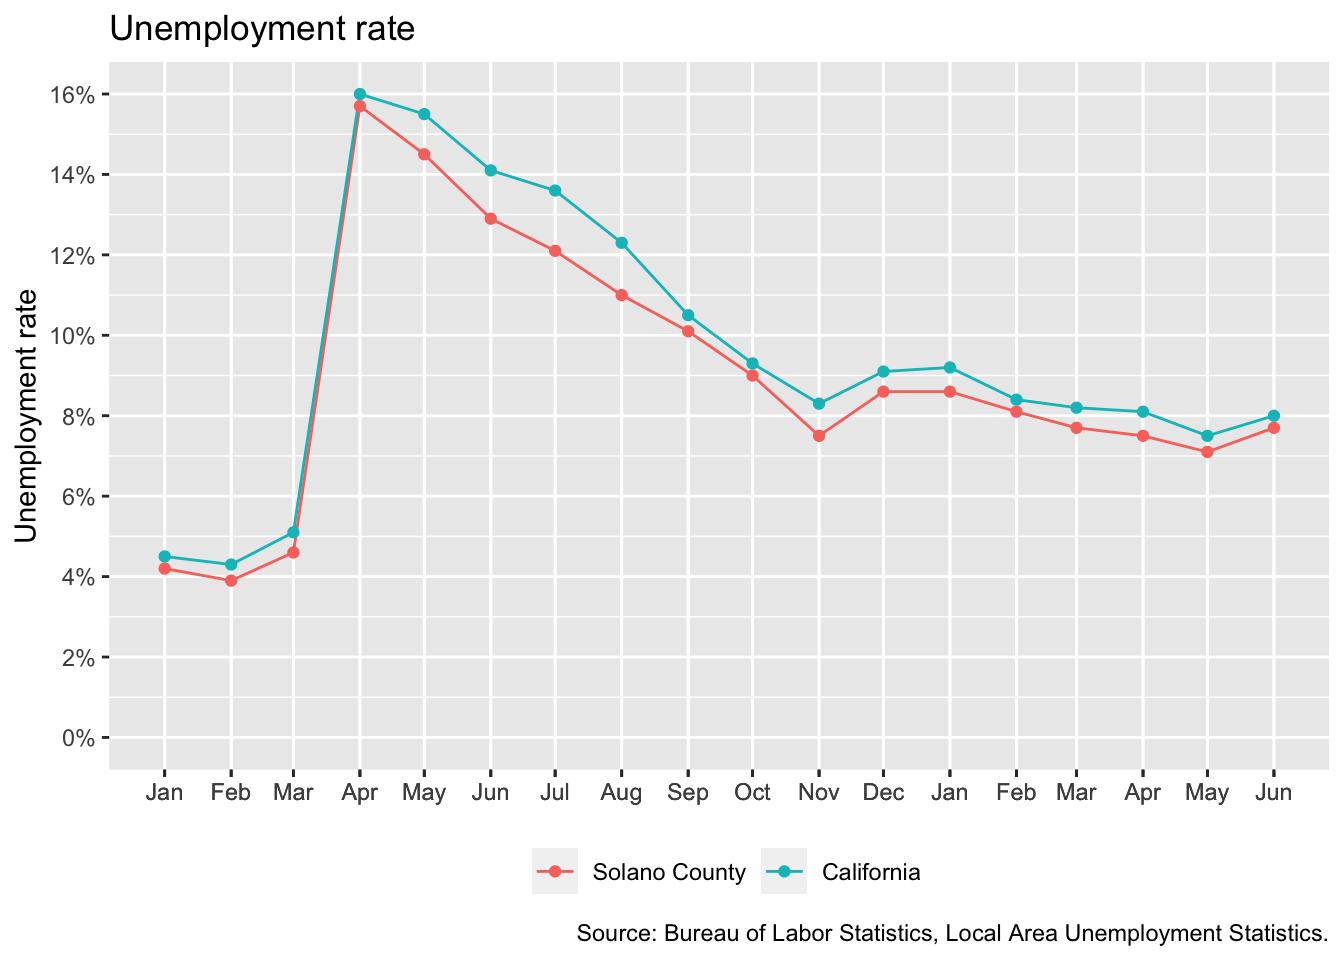 Unemployment rate
Unemployment rate
16%
14%
12%
10%
8%
6%
4%
2%
0%
Jan Feb Mar Apr May Jun Jul Aug Sep Oct Nov Dec Jan Feb Mar Apr May Jun
Solano County California
Source: Bureau of Labor Statistics, Local Area Unemployment Statistics.